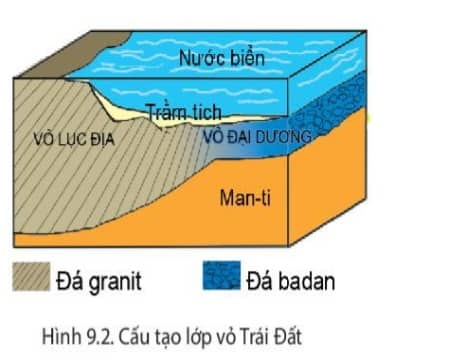 Nước biển
Trầm tích
VỎ LỤC ĐỊA
VỎ ĐẠI DƯƠNG
Man-ti
Đá granit
Đá badan
Hình 9.2. Cấu tạo lớp vỏ Trái Đất